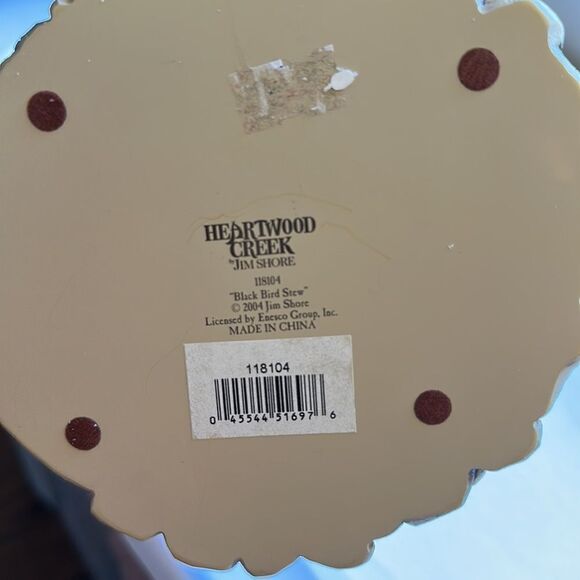 HEARTWOOD
CREEK
by JIM SHORE
118104
"Black Bird Stew"
© 2004 Jim Shore
Licensed by Enesco Group, Inc.
MADE IN CHINA
118104
0 45544 51697 6